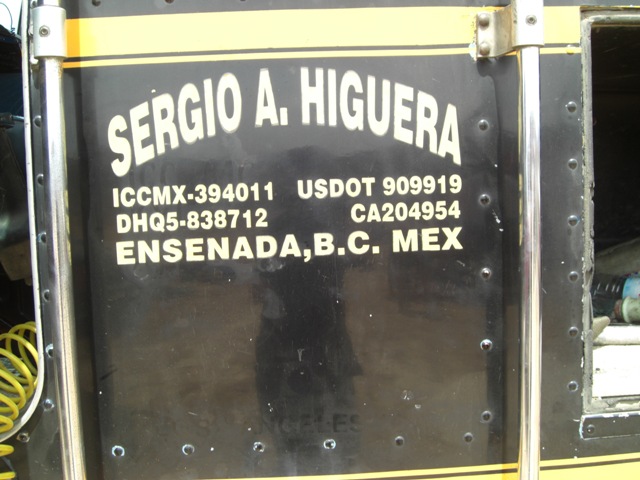 SERGIO A. HIGUERA
ICCMX-394011 USDOT 909919
DHQ5-838712 CA204954
ENSENADA, B.C. MEX